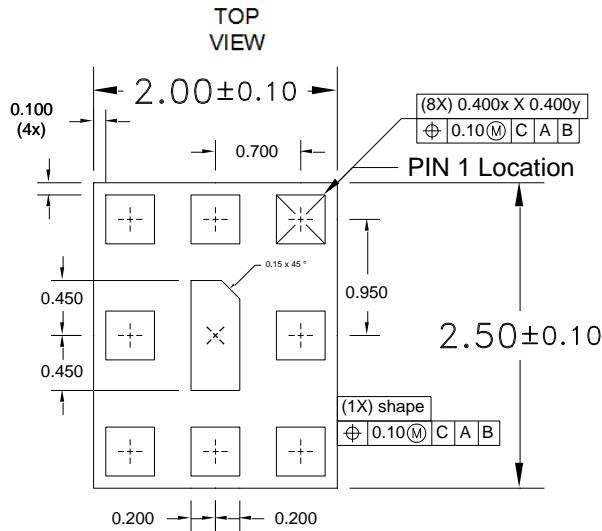 TOP
VIEW
2.00±0.10
0.100
(4x)
(8X) 0.400x X 0.400y
⌖ 0.10Ⓜ C A B
0.700
PIN 1 Location
0.15 x 45 °
0.450
0.950
0.450
2.50±0.10
(1X) shape
⌖ 0.10Ⓜ C A B
0.200
0.200